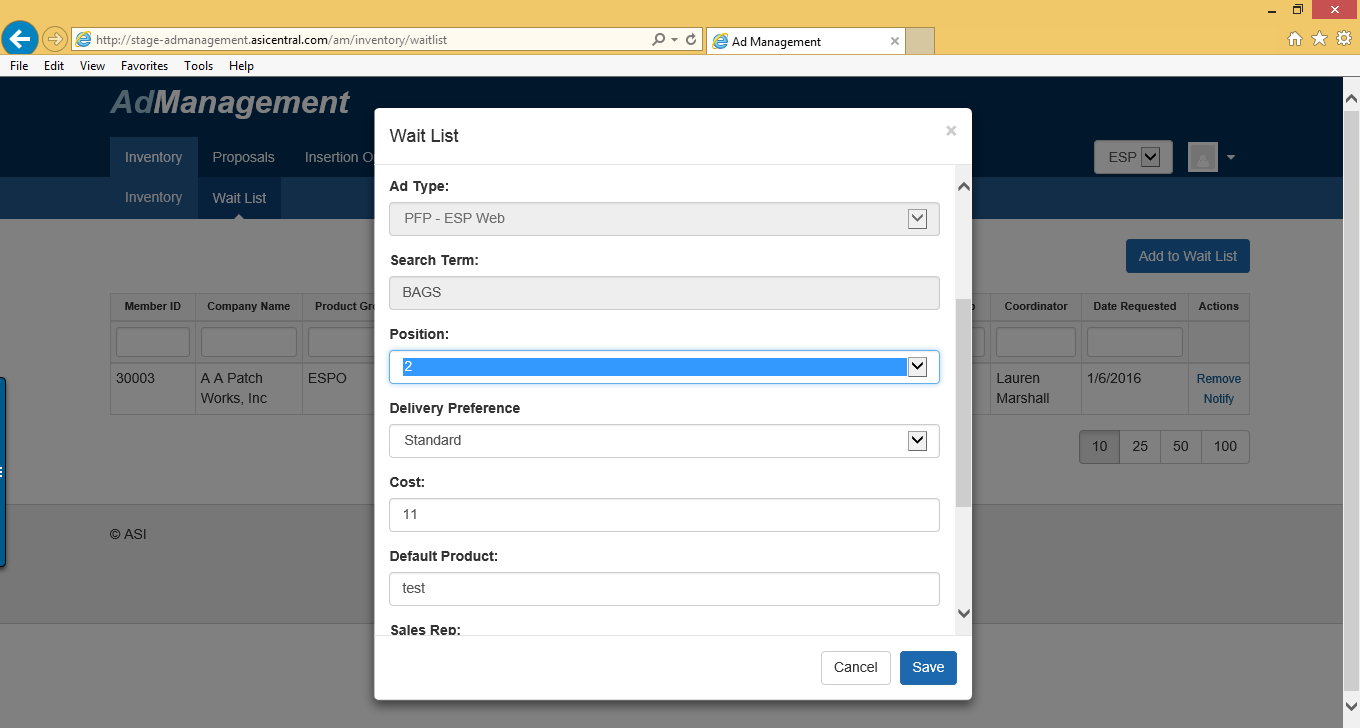 http://stage-admanagement.asicentral.com/am/inventory/waitlist
Ad Management
File Edit View Favorites Tools Help
AdManagement
Inventory Proposals Insertion O
ESP
Inventory Wait List
Add to Wait List
Member ID Company Name Product Gr Coordinator Date Requested Actions
30003 A A Patch Works, Inc ESPO Lauren Marshall 1/6/2016 Remove Notify
10 25 50 100
© ASI
Wait List
Ad Type:
PFP - ESP Web
Search Term:
BAGS
Position:
2
Delivery Preference
Standard
Cost:
11
Default Product:
test
Sales Rep:
Cancel Save